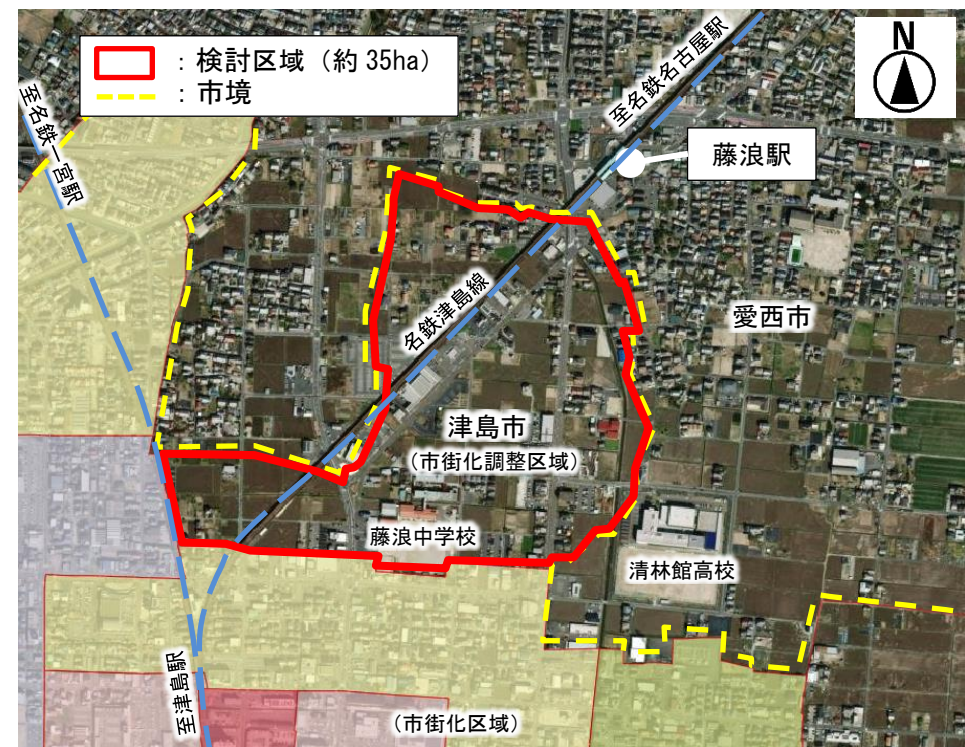 ：検討区域（約 35ha）
：市境
N
至名鉄一宮駅
至名鉄名古屋駅
藤浪駅
名鉄津島線
愛西市
津島市
（市街化調整区域）
藤浪中学校
清林館高校
至津島駅
（市街化区域）